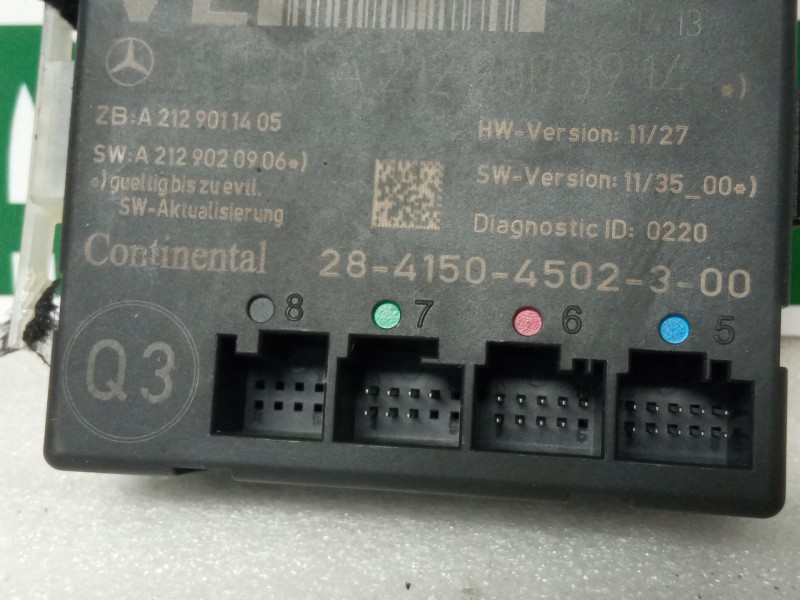 04 13
ZB: A 212 901 14 05
HW-Version: 11/27
SW: A 212 902 09 06*)
SW-Version: 11/35_00*)
*) gueltig bis zu evtl.
SW-Aktualisierung
Diagnostic ID: 0220
Continental
28-4150-4502-3-00
8 7 6 5
Q3